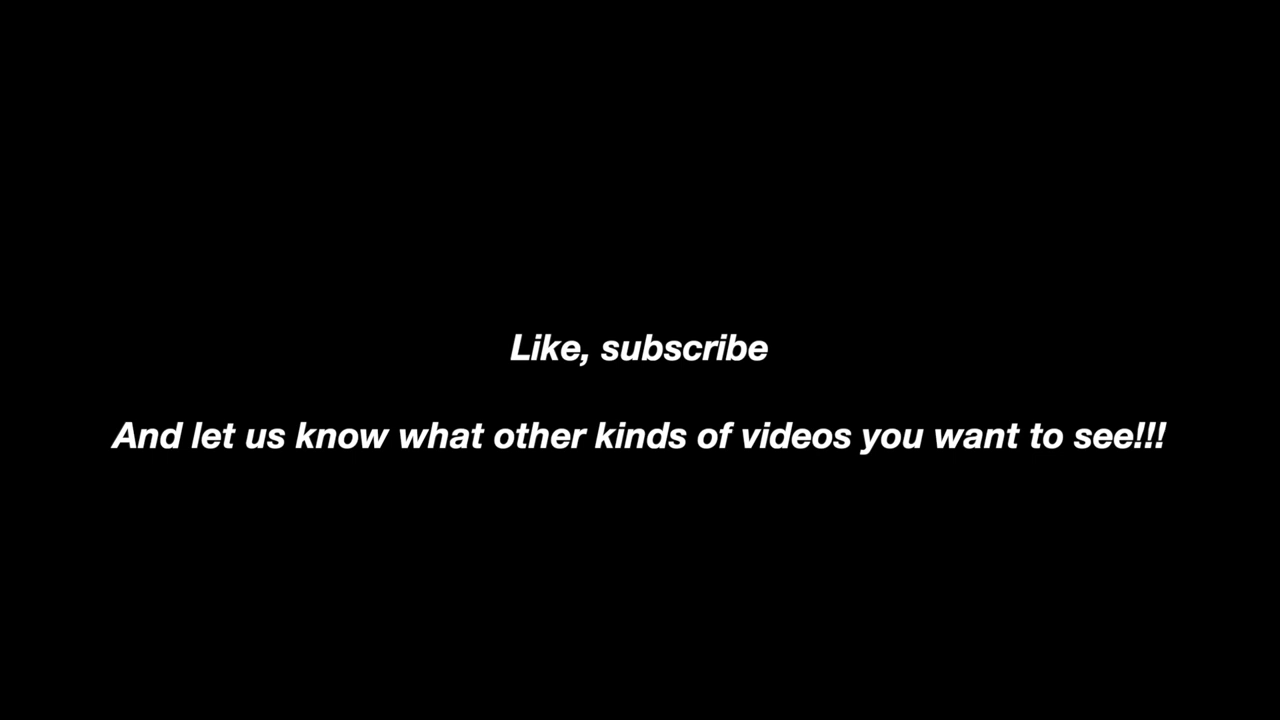 Like, subscribe
And let us know what other kinds of videos you want to see!!!